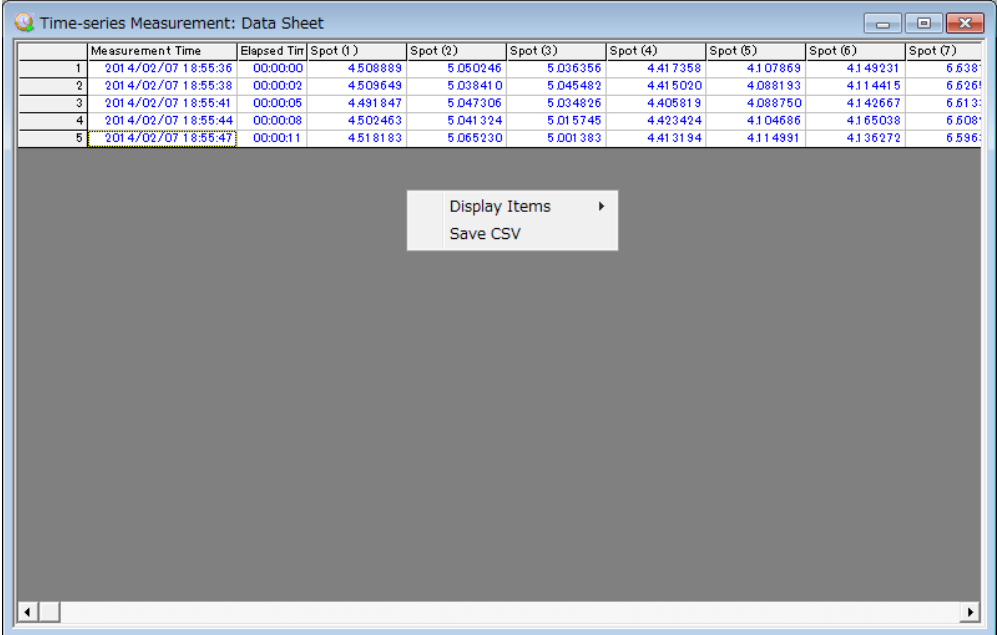 Time-series Measurement: Data Sheet
Measurement Time Elapsed Tim Spot (1) Spot (2) Spot (3) Spot (4) Spot (5) Spot (6) Spot (7)
1 2014/02/07 18:55:36 00:00:00 4.508889 5.050246 5.036356 4.417358 4.107869 4.149231
2 2014/02/07 18:55:38 00:00:02 4.509649 5.038410 5.045482 4.415020 4.088193 4.114415
3 2014/02/07 18:55:41 00:00:05 4.491847 5.047306 5.034826 4.405819 4.088750 4.142667
4 2014/02/07 18:55:44 00:00:08 4.502463 5.041324 5.015745 4.423424 4.104686 4.165038
5 2014/02/07 18:55:47 00:00:11 4.518183 5.065230 5.001383 4.413194 4.114991 4.136272
Display Items
Save CSV